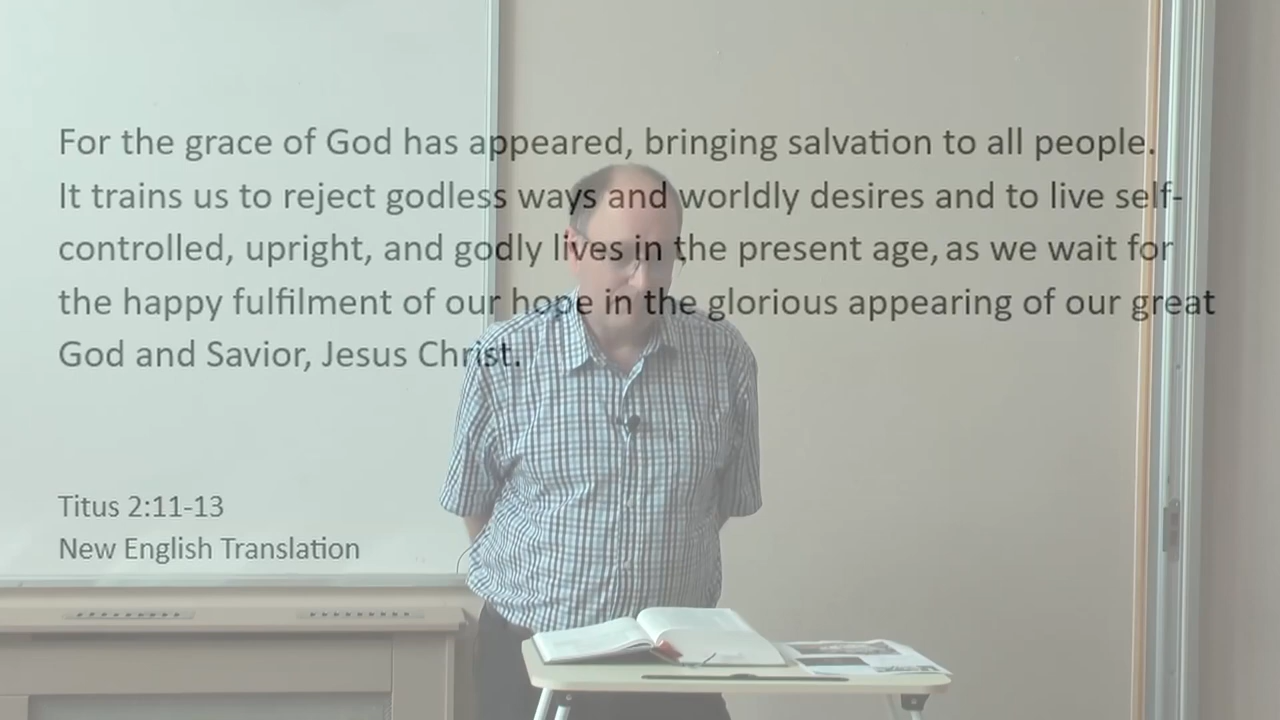 For the grace of God has appeared, bringing salvation to all people.
It trains us to reject godless ways and worldly desires and to live self-
controlled, upright, and godly lives in the present age, as we wait for
the happy fulfilment of our hope in the glorious appearing of our great
God and Savior, Jesus Christ.
Titus 2:11-13
New English Translation